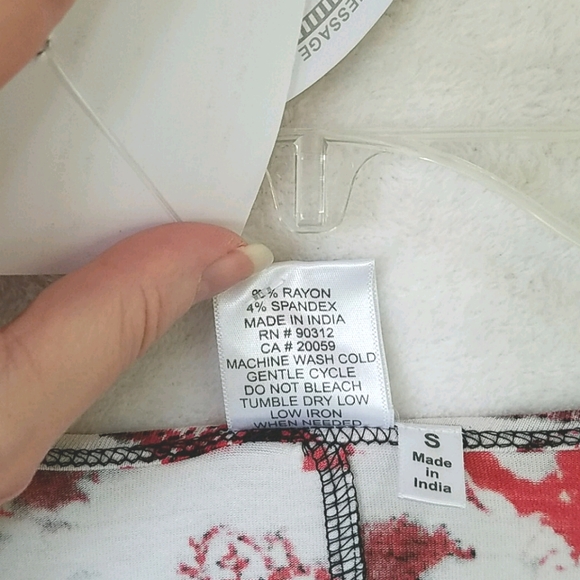 ESSAGE
% RAYON
4% SPANDEX
MADE IN INDIA
RN # 90312
CA # 20059
MACHINE WASH COLD
GENTLE CYCLE
DO NOT BLEACH
TUMBLE DRY LOW
LOW IRON
WHEN NEEDED
S
Made
in
India